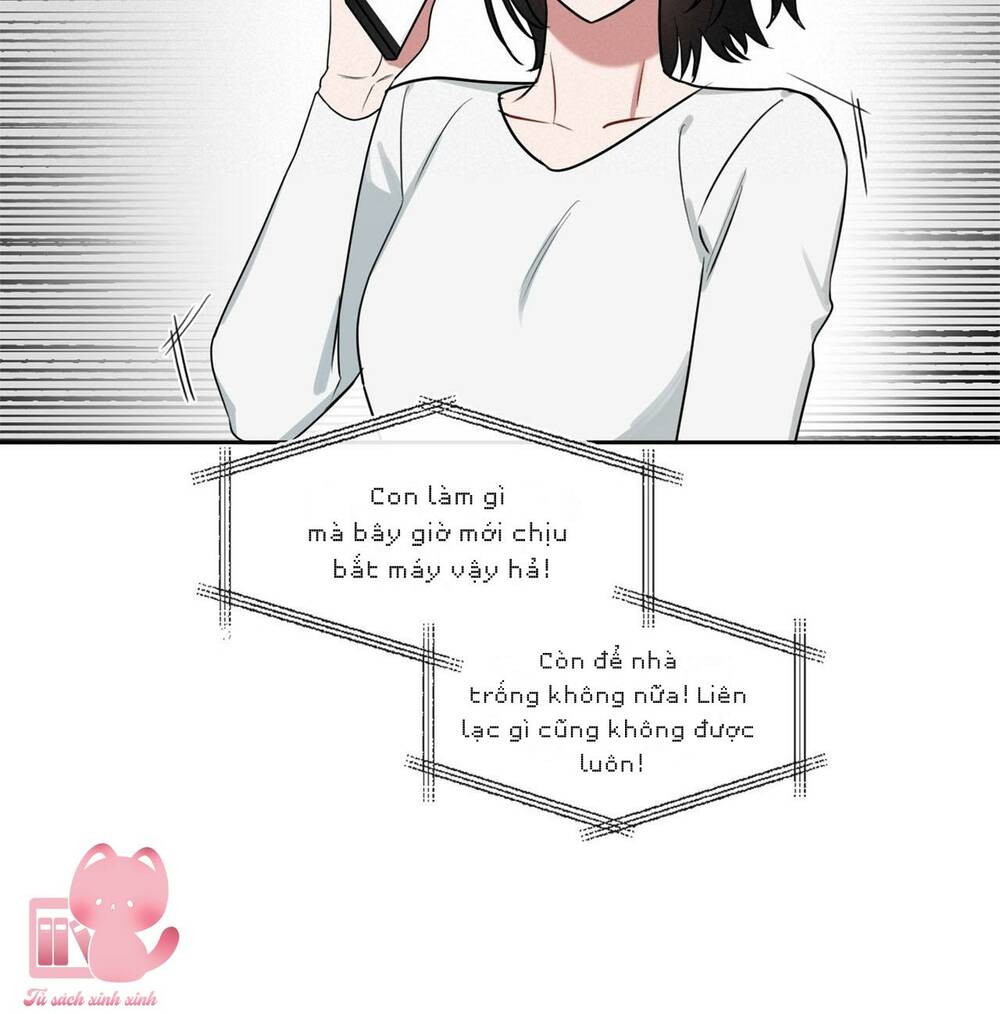 Con làm gì
mà bây giờ mới chịu
bắt máy vậy hả!
Còn để nhà
trống không nữa! Liên
lạc gì cũng không được
luôn!
Tủ sách xinh xinh